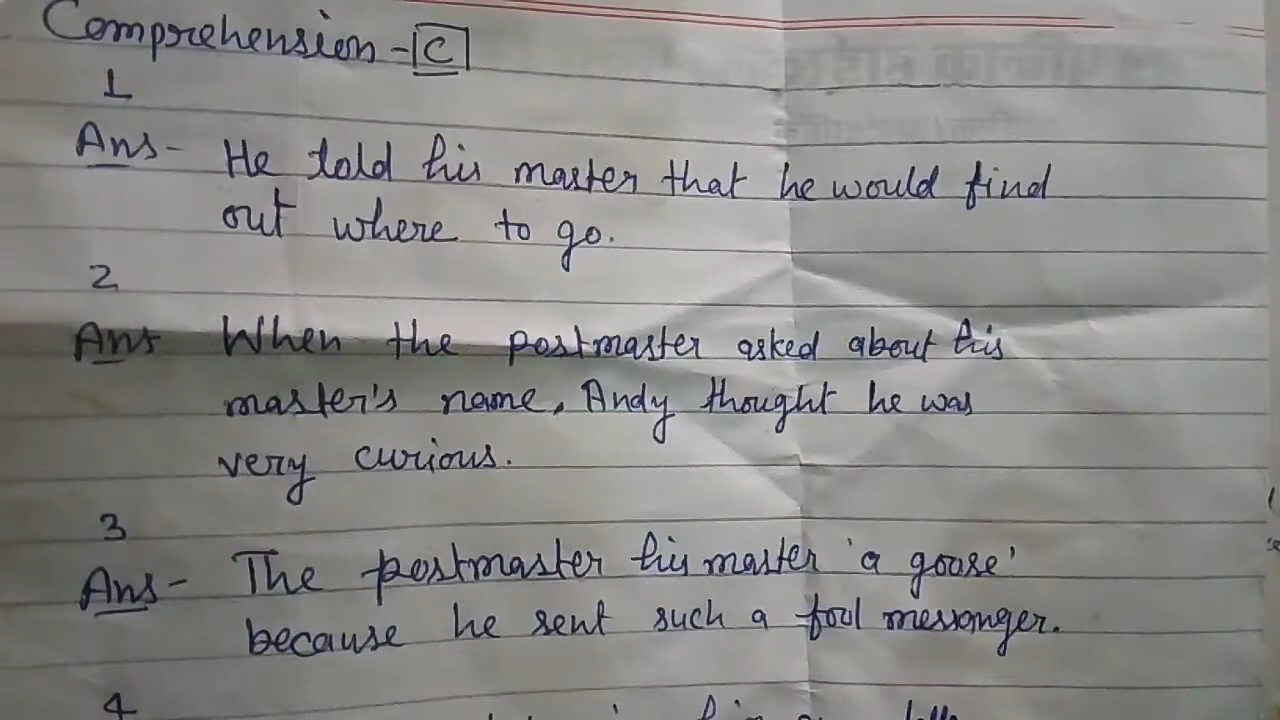 Comprehension - C
1
Ans - He told his master that he would find
out where to go.
2
Ans When the postmaster asked about his
master's name, Andy thought he was
very curious.
3
Ans - The postmaster his master 'a goose'
because he sent such a fool messonger.
4